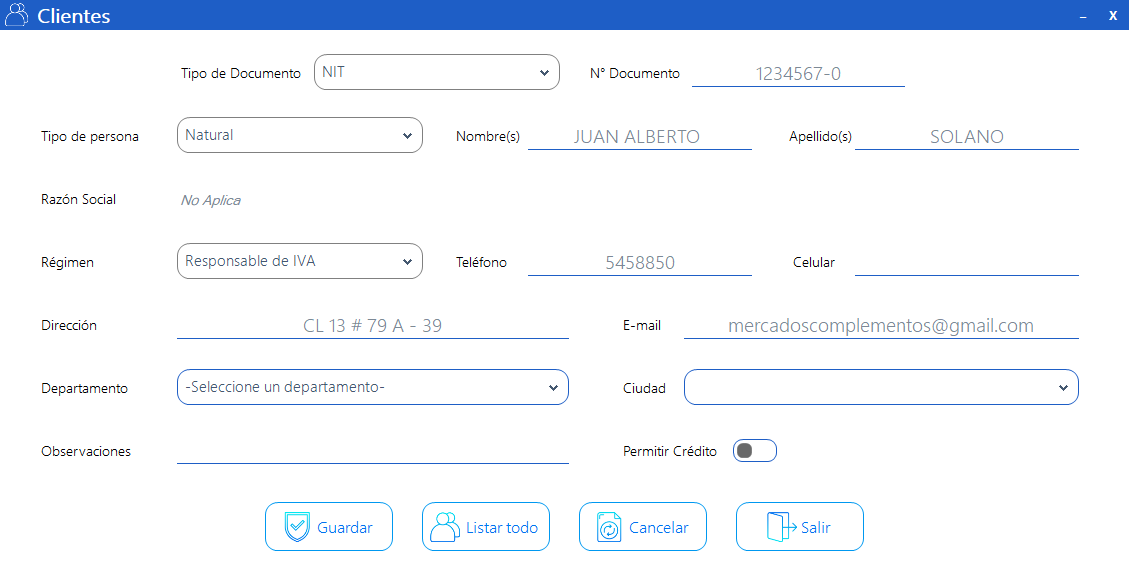 Clientes
Tipo de Documento NIT N° Documento 1234567-0
Tipo de persona Natural Nombre(s) JUAN ALBERTO Apellido(s) SOLANO
Razón Social No Aplica
Régimen Responsable de IVA Teléfono 5458850 Celular
Dirección CL 13 # 79 A - 39 E-mail mercadoscomplementos@gmail.com
Departamento -Seleccione un departamento- Ciudad
Observaciones Permitir Crédito
Guardar Listar todo Cancelar Salir